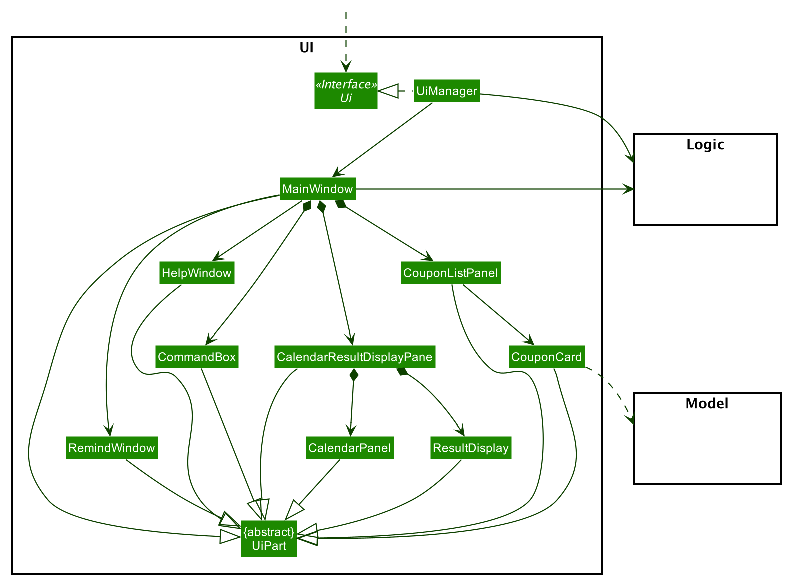 UI
«Interface»
Ui
UiManager
Logic
MainWindow
HelpWindow
CouponListPanel
CommandBox
CalendarResultDisplayPane
CouponCard
Model
RemindWindow
CalendarPanel
ResultDisplay
{abstract}
UiPart